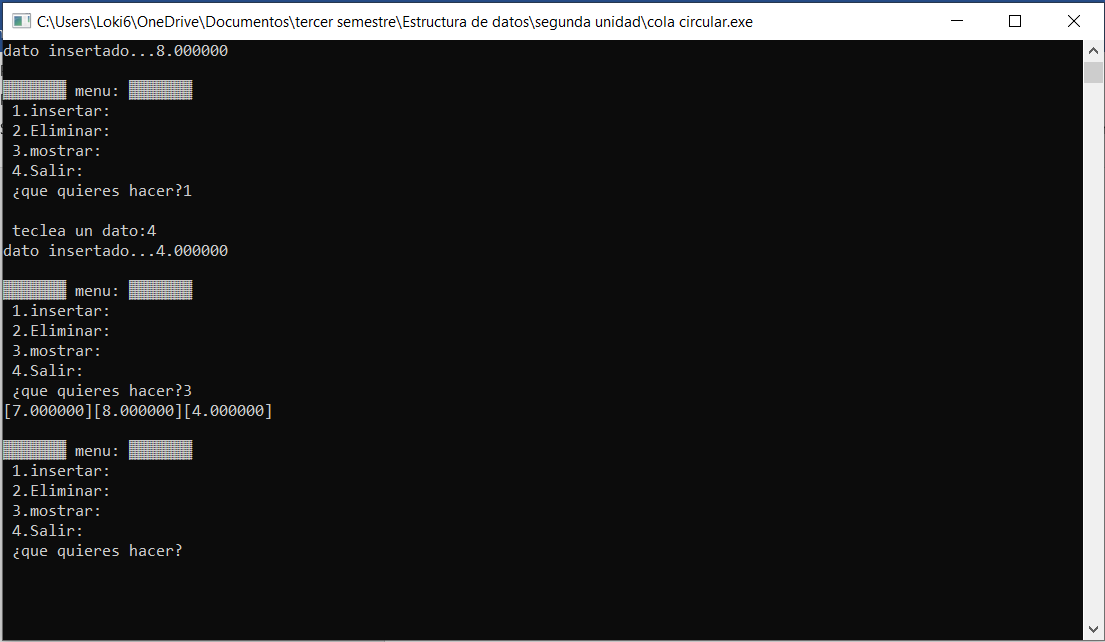 C:\Users\Loki6\OneDrive\Documentos\tercer semestre\Estructura de datos\segunda unidad\cola circular.exe
dato insertado...8.000000
▒▒▒▒▒▒▒ menu: ▒▒▒▒▒▒▒
1.insertar:
2.Eliminar:
3.mostrar:
4.Salir:
¿que quieres hacer?1
teclea un dato:4
dato insertado...4.000000
▒▒▒▒▒▒▒ menu: ▒▒▒▒▒▒▒
1.insertar:
2.Eliminar:
3.mostrar:
4.Salir:
¿que quieres hacer?3
[7.000000][8.000000][4.000000]
▒▒▒▒▒▒▒ menu: ▒▒▒▒▒▒▒
1.insertar:
2.Eliminar:
3.mostrar:
4.Salir:
¿que quieres hacer?